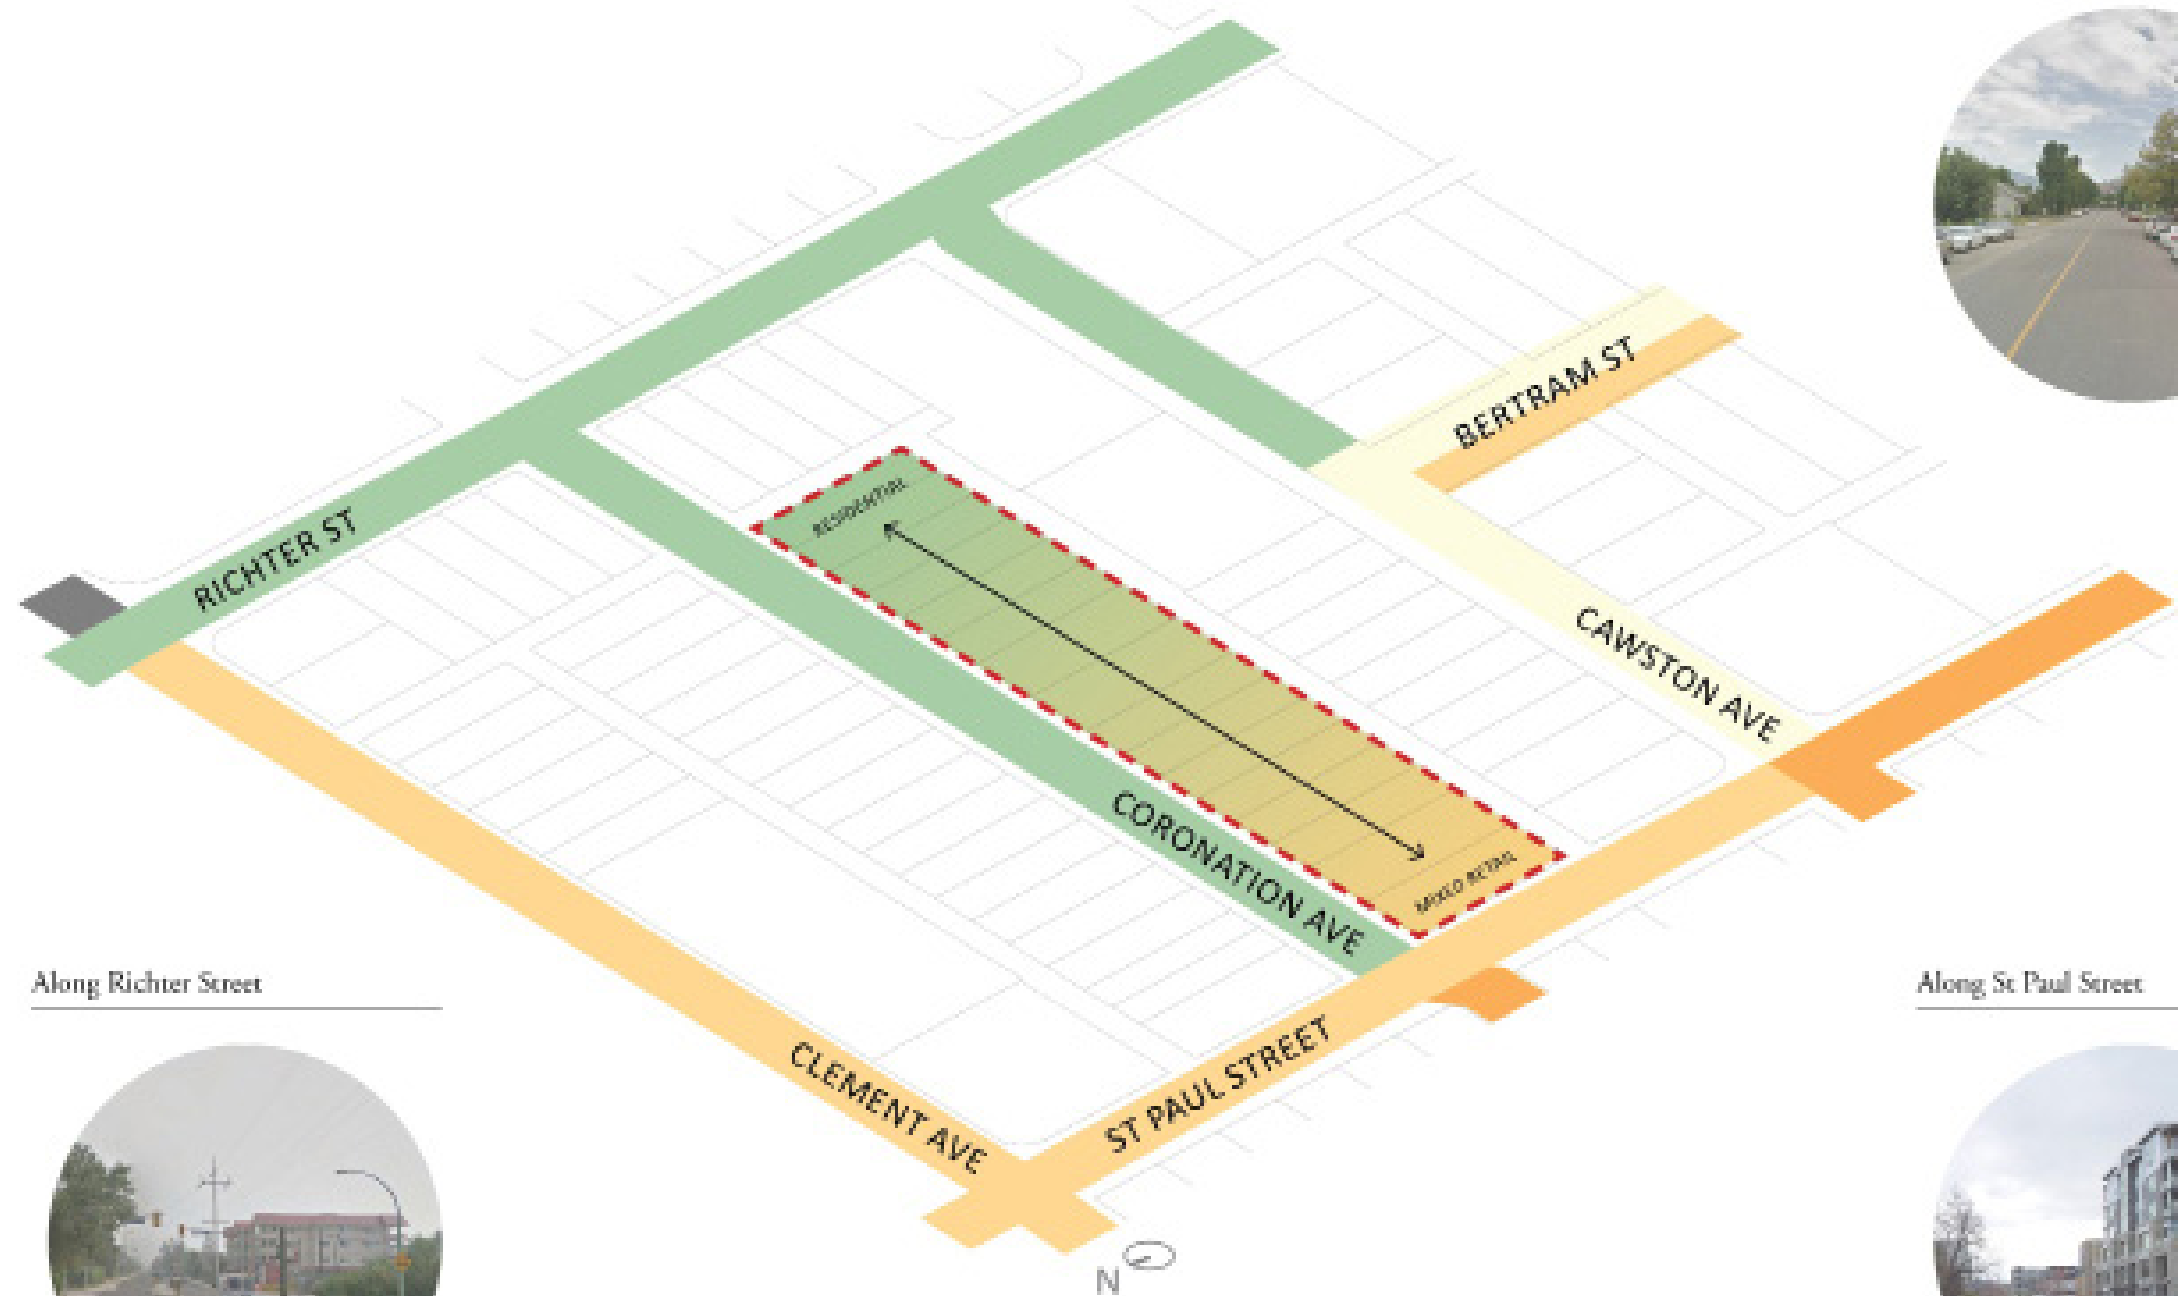 BERTRAM ST
RESIDENTIAL
RICHTER ST
CAWSTON AVE
CORONATION AVE
MIXED RETAIL
Along Richter Street
Along St Paul Street
CLEMENT AVE
ST PAUL STREET
N